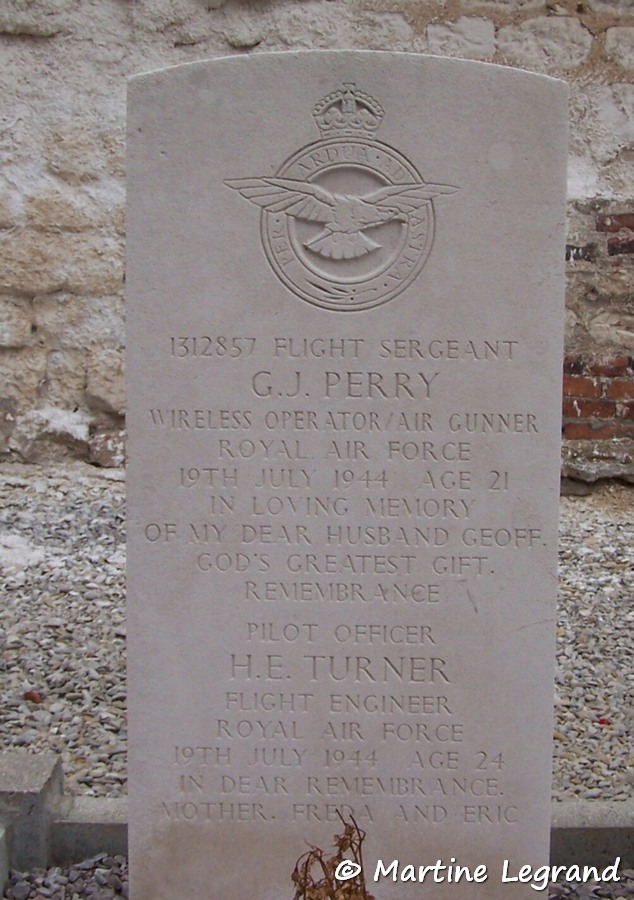 PER · ARDUA · AD · ASTRA
1312857 FLIGHT SERGEANT
G.J. PERRY
WIRELESS OPERATOR/AIR GUNNER
ROYAL AIR FORCE
19TH JULY 1944 AGE 21
IN LOVING MEMORY
OF MY DEAR HUSBAND GEOFF.
GOD'S GREATEST GIFT.
REMEMBRANCE
PILOT OFFICER
H.E. TURNER
FLIGHT ENGINEER
ROYAL AIR FORCE
19TH JULY 1944 AGE 24
IN DEAR REMEMBRANCE.
MOTHER, FREDA AND ERIC
© Martine Legrand